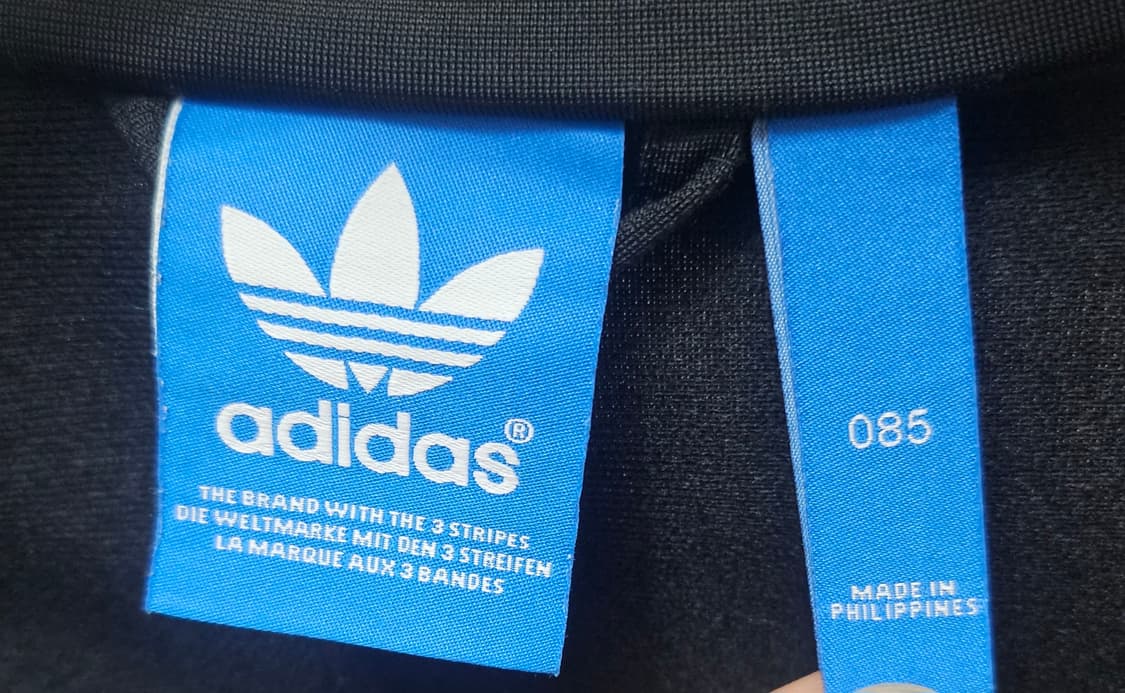 adidas®
THE BRAND WITH THE 3 STRIPES
DIE WELTMARKE MIT DEN 3 STREIFEN
LA MARQUE AUX 3 BANDES
085
MADE IN
PHILIPPINES